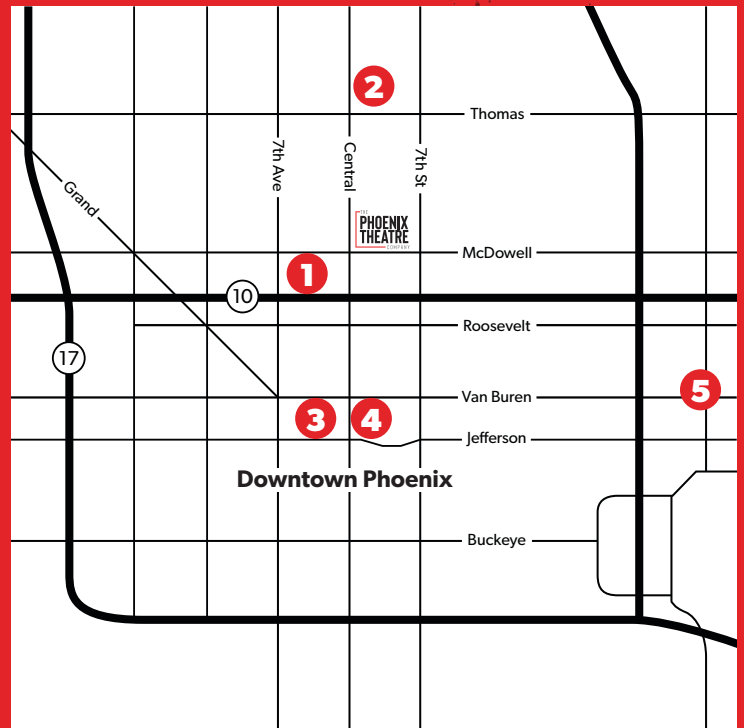 2
Thomas
7th Ave
Central
7th St
Grand
THE
PHOENIX
THEATRE
COMPANY
McDowell
1
10
Roosevelt
17
Van Buren
5
3
4
Jefferson
Downtown Phoenix
Buckeye